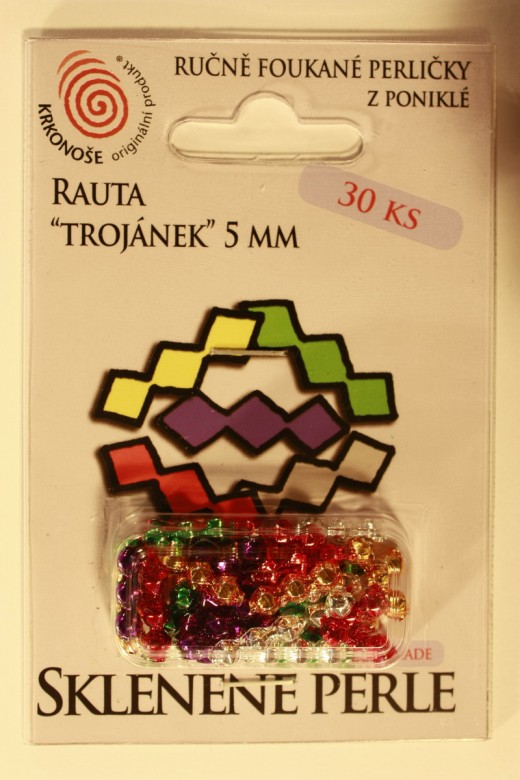 RUČNĚ FOUKANÉ PERLIČKY
Z PONIKLÉ
KRKONOŠE originální produkt®
RAUTA
“TROJÁNEK” 5 MM
30 KS
SKLENĚNÉ PERLE